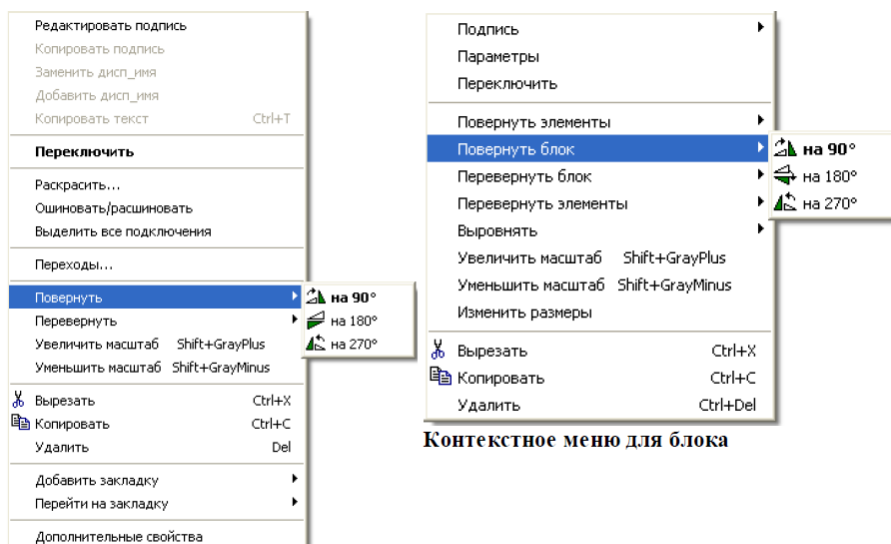 Редактировать подпись
Копировать подпись
Заменить дисп_имя
Добавить дисп_имя
Копировать текст Ctrl+T
Переключить
Раскрасить...
Ошиновать/расшиновать
Выделить все подключения
Переходы...
Повернуть
на 90°
Перевернуть
на 180°
Увеличить масштаб Shift+GrayPlus
на 270°
Уменьшить масштаб Shift+GrayMinus
Вырезать Ctrl+X
Копировать Ctrl+C
Удалить Del
Добавить закладку
Перейти на закладку
Дополнительные свойства
Подпись
Параметры
Переключить
Повернуть элементы
Повернуть блок
на 90°
Перевернуть блок
на 180°
Перевернуть элементы
на 270°
Выровнять
Увеличить масштаб Shift+GrayPlus
Уменьшить масштаб Shift+GrayMinus
Изменить размеры
Вырезать Ctrl+X
Копировать Ctrl+C
Удалить Ctrl+Del
Контекстное меню для блока